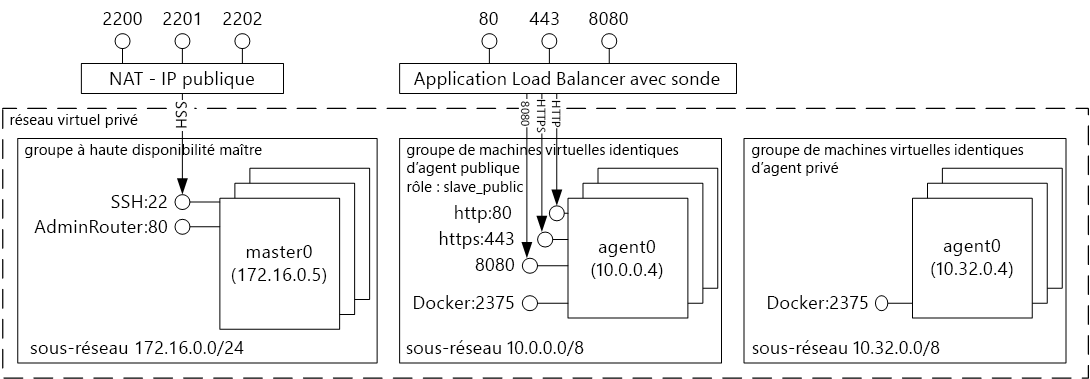 2200
2201
2202
80
443
8080
NAT - IP publique
Application Load Balancer avec sonde
SSH
8080
HTTPS
HTTP
réseau virtuel privé
groupe à haute disponibilité maître
SSH:22
AdminRouter:80
master0
(172.16.0.5)
sous-réseau 172.16.0.0/24
groupe de machines virtuelles identiques
d'agent publique
rôle : slave_public
http:80
https:443
8080
Docker:2375
agent0
(10.0.0.4)
sous-réseau 10.0.0.0/8
groupe de machines virtuelles identiques
d'agent privé
agent0
(10.32.0.4)
Docker:2375
sous-réseau 10.32.0.0/8